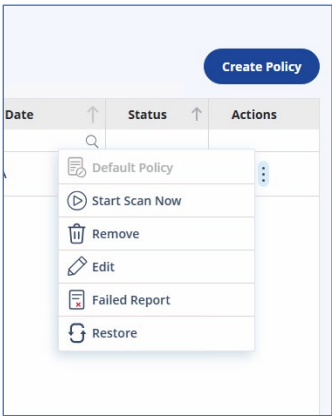 Create Policy
Date Status Actions
Default Policy
Start Scan Now
Remove
Edit
Failed Report
Restore